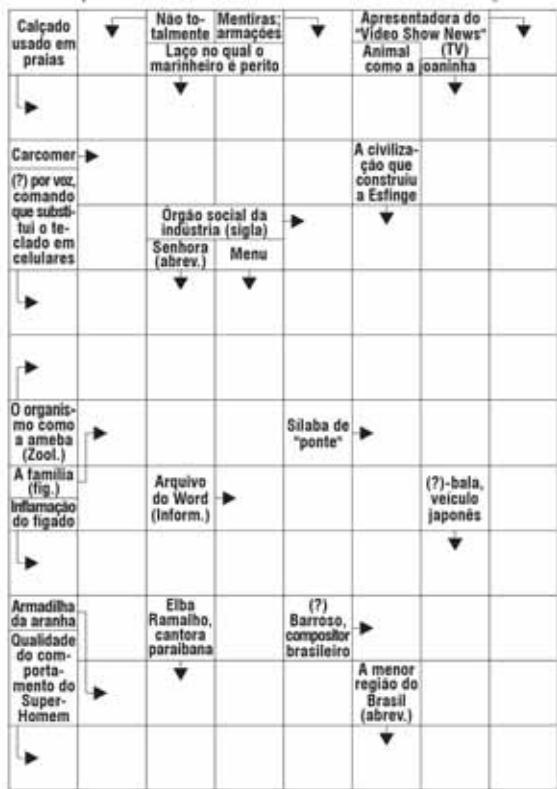 Calçado
usado em
praias
Não to-
talmente
Mentiras;
armações
Laço no qual o
marinheiro é perito
Apresentadora do
"Vídeo Show News"
(TV)
Animal
como a joaninha
Carcomer
(?) por voz,
comando
que substi-
tui o te-
clado em
celulares
A civiliza-
ção que
construiu
a Esfinge
Órgão social da
indústria (sigla)
Senhora
(abrev.)
Menu
O organis-
mo como
a ameba
(Zool.)
Sílaba de
"ponte"
A família
(fig.)
Inflamação
do fígado
Arquivo
do Word
(Inform.)
(?)-bala,
veículo
japonês
Armadilha
da aranha
Elba
Ramalho,
cantora
paraibana
(?)
Barroso,
compositor
brasileiro
Qualidade
do com-
porta-
mento do
Super-
Homem
A menor
região do
Brasil
(abrev.)